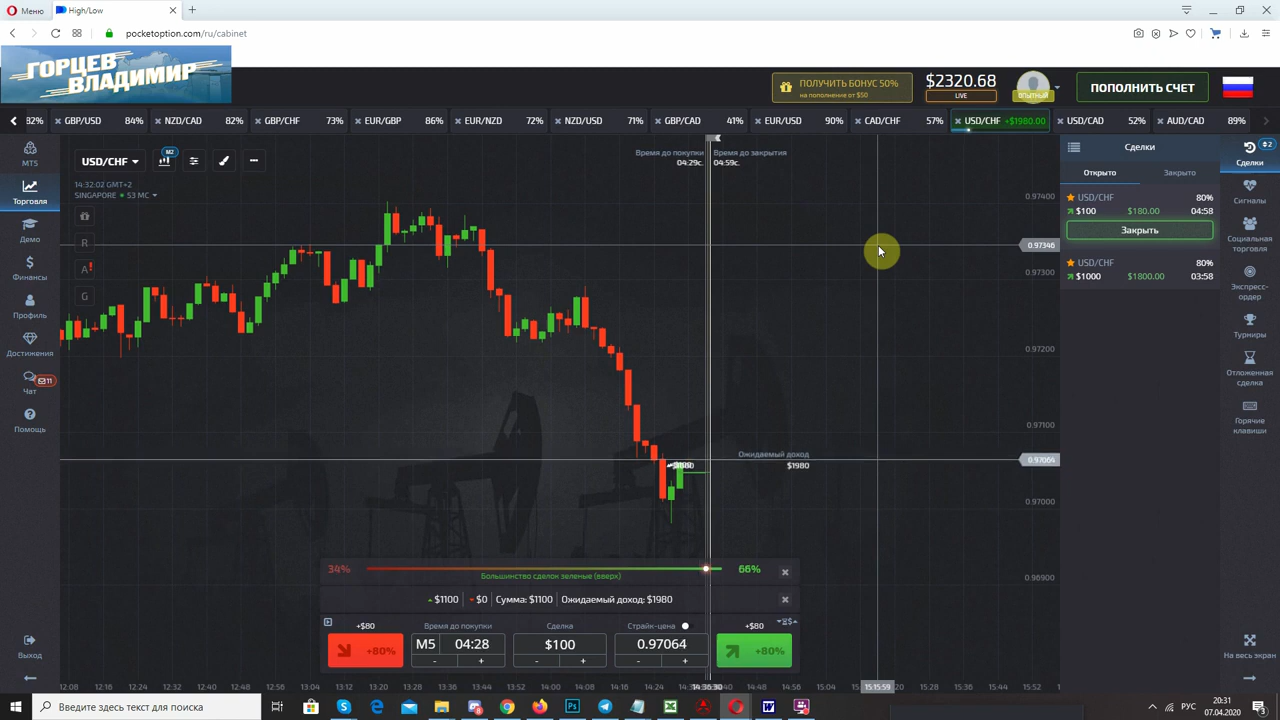 Меню
High/Low
pocketoption.com/ru/cabinet
ГОРЦЕВ
ВЛАДИМИР
ПОЛУЧИТЬ БОНУС 50%
на пополнение от $50
$2320.68
LIVE
ОПЫТНЫЙ
ПОПОЛНИТЬ СЧЕТ
82% GBP/USD 84% NZD/CAD 82% GBP/CHF 73% EUR/GBP 86% EUR/NZD 72% NZD/USD 71% GBP/CAD 41% EUR/USD 90% CAD/CHF 57% USD/CHF +$1980.00 USD/CAD 52% AUD/CAD 89%
MT5
Торговля
Демо
Финансы
Профиль
Достижения
Чат
11
Помощь
Выход
USD/CHF
M2
14:32:02 GMT+2
SINGAPORE 53 МС
R
A
G
Время до покупки
04:29с.
Время до закрытия
04:59с.
0.97400
0.97346
0.97300
0.97200
0.97100
0.97064
0.97000
0.96900
Ожидаемый доход
$1980
34%
66%
Большинство сделок зеленые (вверх)
$1100 $0 Сумма: $1100 Ожидаемый доход: $1980
+$80 Время до покупки Сделка Страйк-цена +$80
+80% M5 04:28 $100 0.97064 +80%
- + - + - +
12:08 12:16 12:24 12:32 12:40 12:48 12:56 13:04 13:12 13:20 13:28 13:36 13:44 13:52 14:00 14:08 14:16 14:24 14:36:30 14:48 14:56 15:04 15:12 15:15:59 15:28 15:36 15:44 15:52
Сделки
Открыто
Закрыто
USD/CHF 80%
$100 $180.00 04:58
Закрыть
USD/CHF 80%
$1000 $1800.00 03:58
2
Сделки
Сигналы
Социальная
торговля
Экспресс-
ордер
Турниры
Отложенная
сделка
Горячие
клавиши
На весь экран
Введите здесь текст для поиска
РУС
20:31
07.04.2020
3